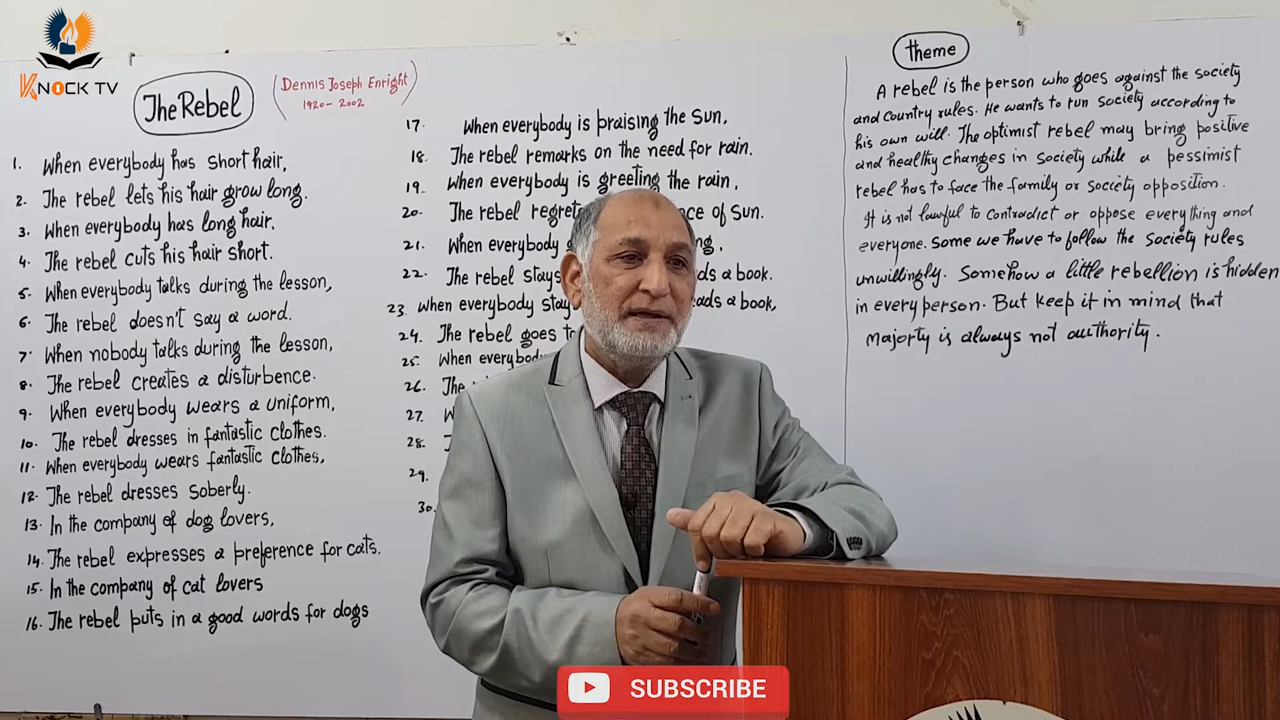 KNOCK TV
The Rebel
(Dennis Joseph Enright)
1920-2002
1. When everybody has short hair,
2. The rebel lets his hair grow long.
3. When everybody has long hair,
4. The rebel cuts his hair short.
5. When everybody talks during the lesson,
6. The rebel doesn't say a word.
7. When nobody talks during the lesson,
8. The rebel creates a disturbence.
9. When everybody wears a uniform,
10. The rebel dresses in fantastic clothes.
11. When everybody wears fantastic clothes,
12. The rebel dresses soberly.
13. In the company of dog lovers,
14. The rebel expresses a preference for cats.
15. In the company of cat lovers
16. The rebel puts in a good words for dogs
17. When everybody is praising the Sun,
18. The rebel remarks on the need for rain.
19. When everybody is greeting the rain,
20. The rebel ce of Sun.
21. When everybody
22. The rebel stays a book.
23. When everybody a book,
24. The rebel goes
25. When
26. The
27.
28.
29.
30.
theme
A rebel is the person who goes against the society
and country rules. He wants to run society according to
his own will. The optimist rebel may bring positive
and healthy changes in society while a pessimist
rebel has to face the family or society opposition.
It is not lawful to contradict or oppose everything and
everyone. Some we have to follow the society rules
unwillingly. Somehow a little rebellion is hidden
in every person. But keep it in mind that
Majorty is always not authority.
SUBSCRIBE